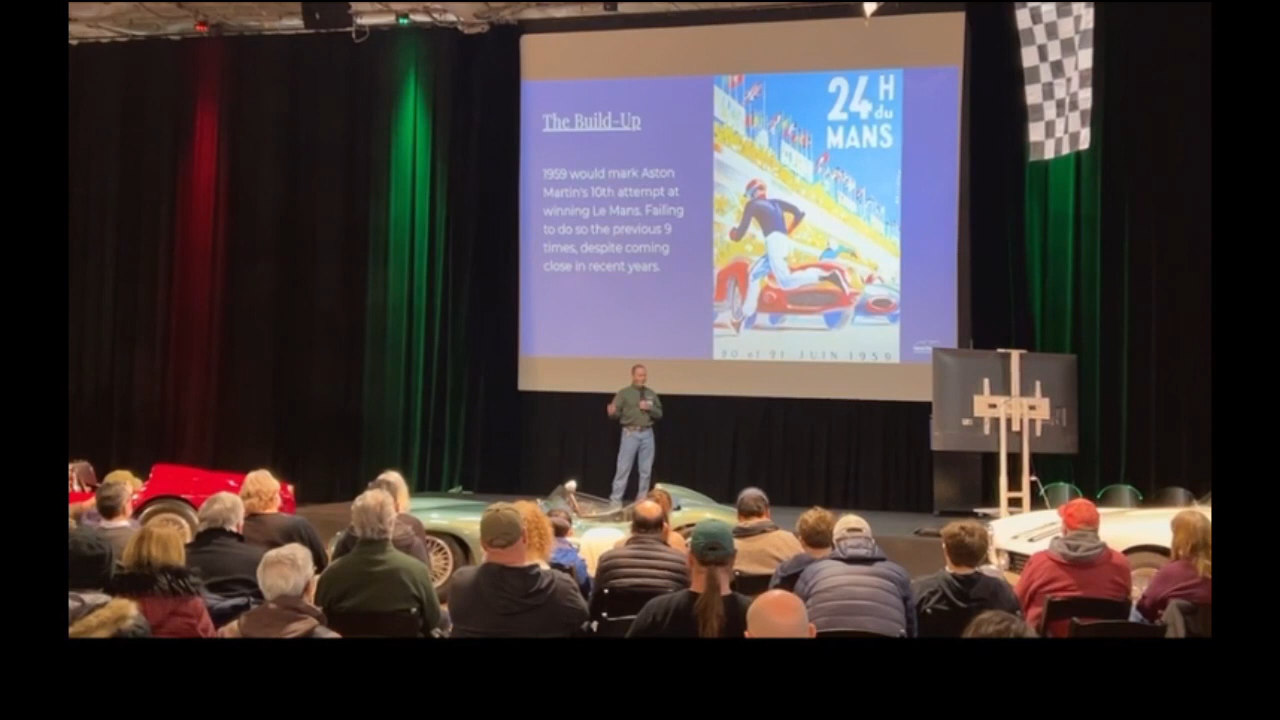 The Build-Up
1959 would mark Aston
Martin's 10th attempt at
winning Le Mans. Failing
to do so the previous 9
times, despite coming
close in recent years.
24 H
du
MANS
20 et 21 JUIN 1959